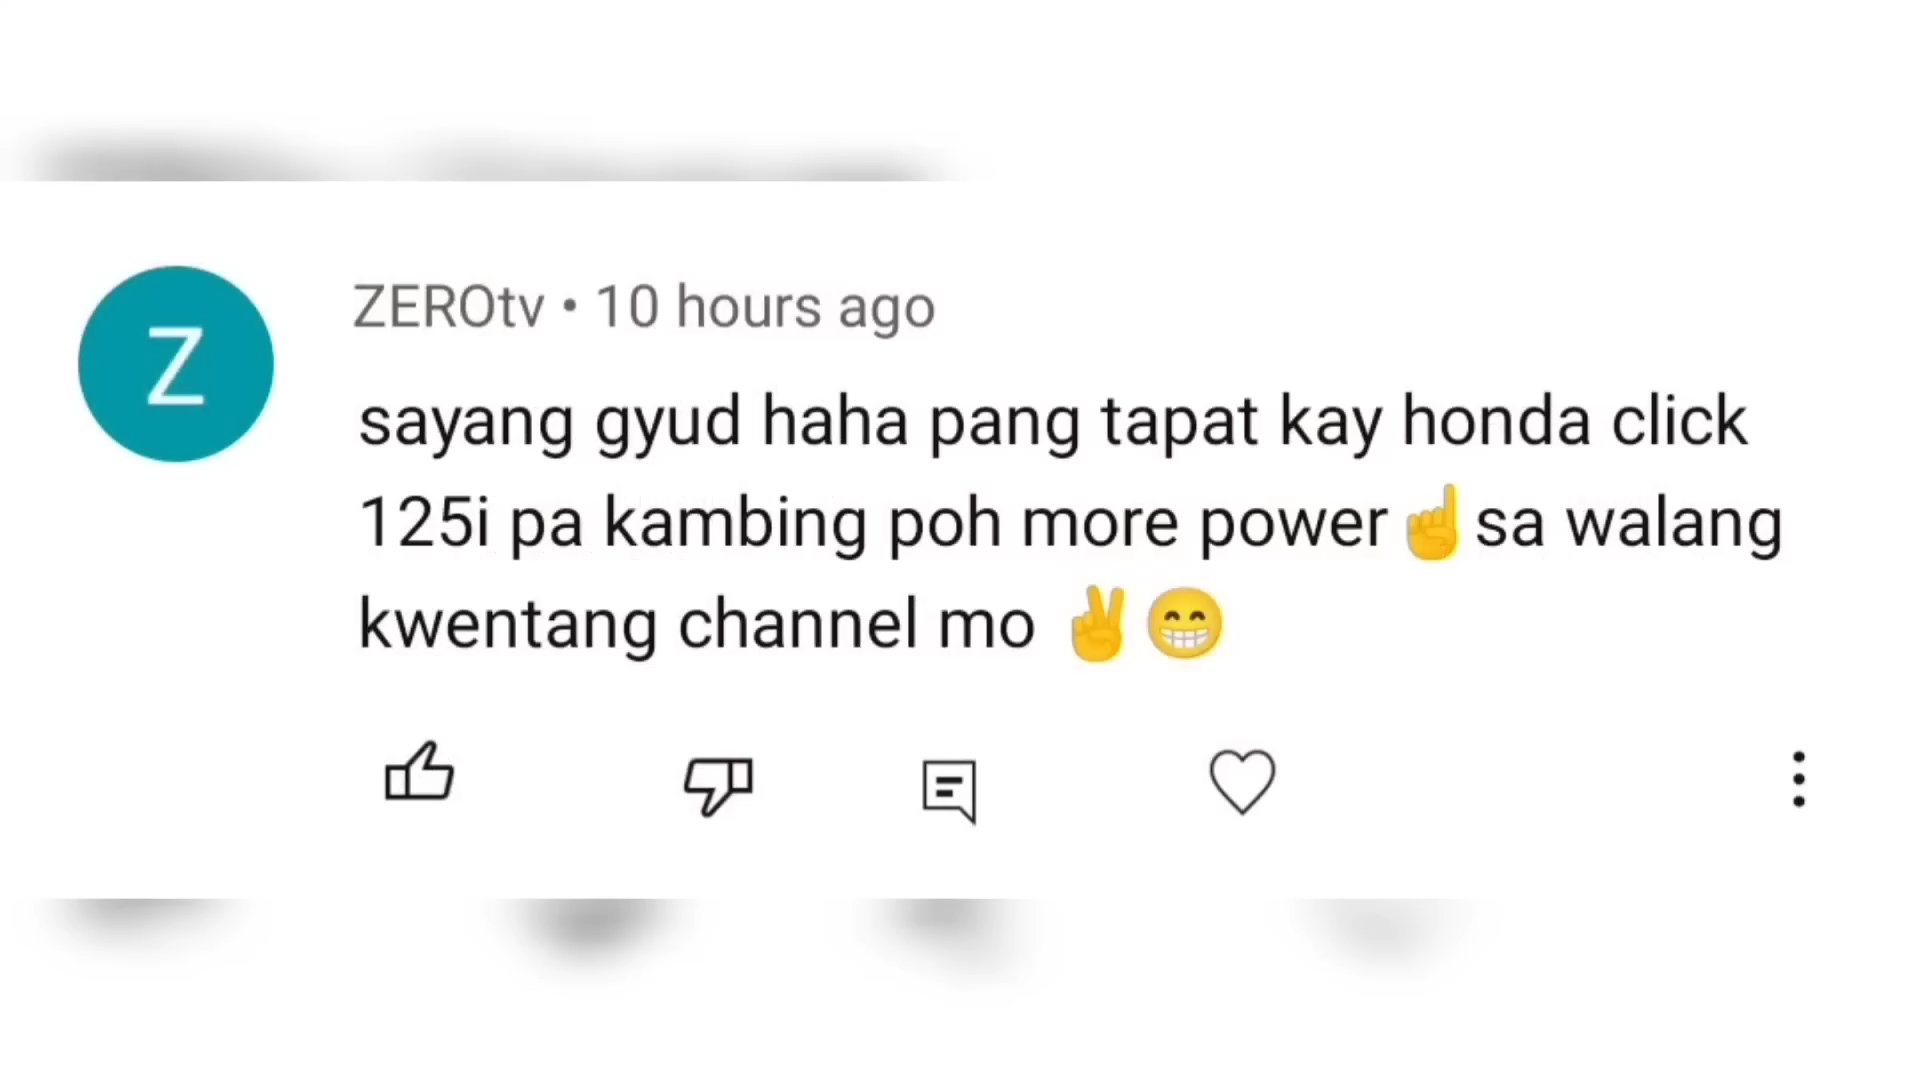 Z
ZEROtv • 10 hours ago
sayang gyud haha pang tapat kay honda click
125i pa kambing poh more power☝️sa walang
kwentang channel mo ✌️😁